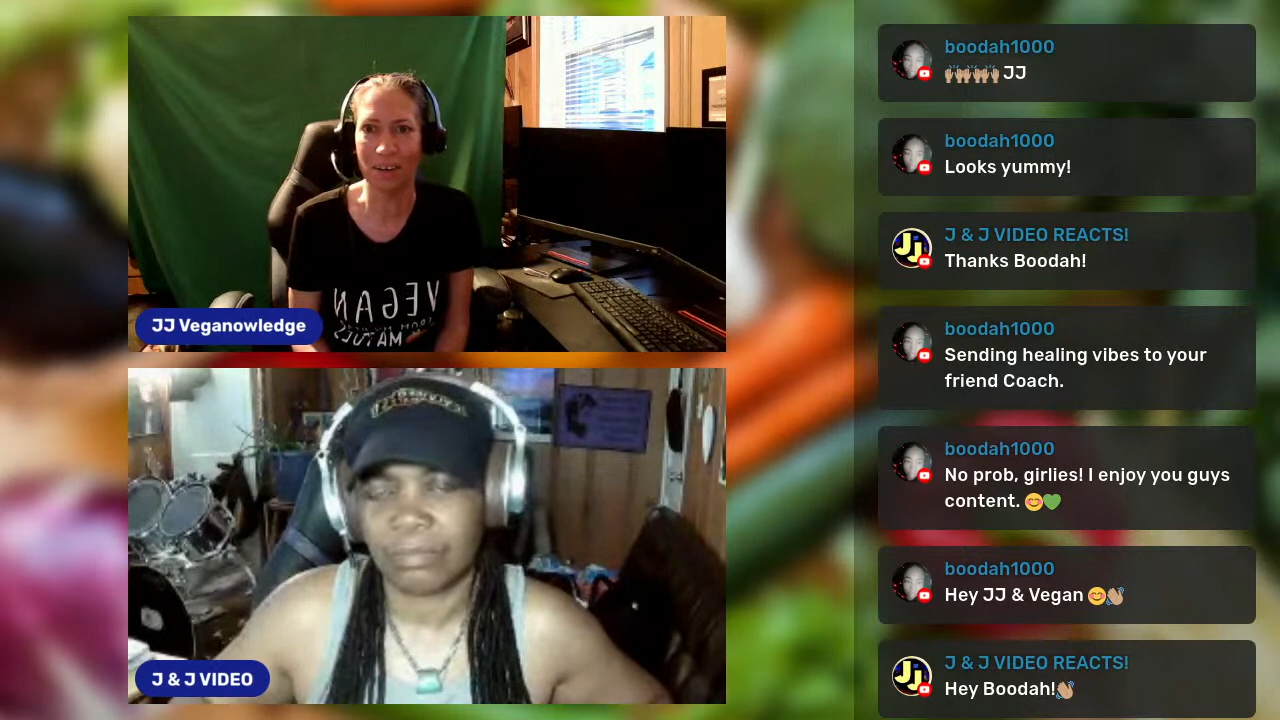 VEGAN
JJ Veganowledge
J & J VIDEO
boodah1000
🙌🏽🙌🏽🙌🏽 JJ
boodah1000
Looks yummy!
J & J VIDEO REACTS!
Thanks Boodah!
boodah1000
Sending healing vibes to your
friend Coach.
boodah1000
No prob, girlies! I enjoy you guys
content. 😊💚
boodah1000
Hey JJ & Vegan 😊👋🏽
J & J VIDEO REACTS!
Hey Boodah!👋🏽